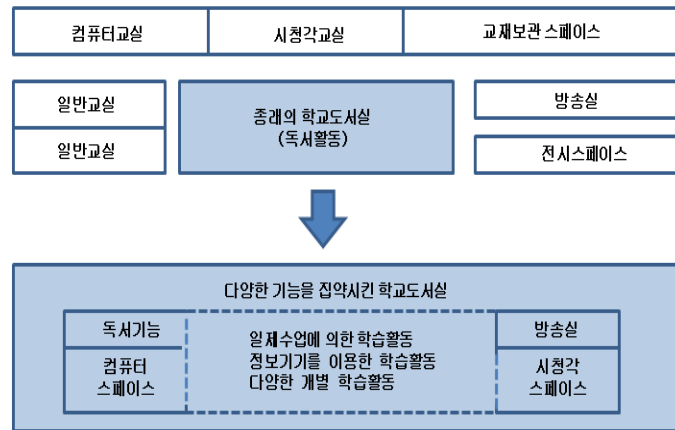 컴퓨터교실
시청각교실
교재보관 스페이스
일반교실
일반교실
종래의 학교도서실
(독서활동)
방송실
전시스페이스
다양한 기능을 집약시킨 학교도서실
독서기능
컴퓨터
스페이스
일제수업에 의한 학습활동
정보기기를 이용한 학습활동
다양한 개별 학습활동
방송실
시청각
스페이스